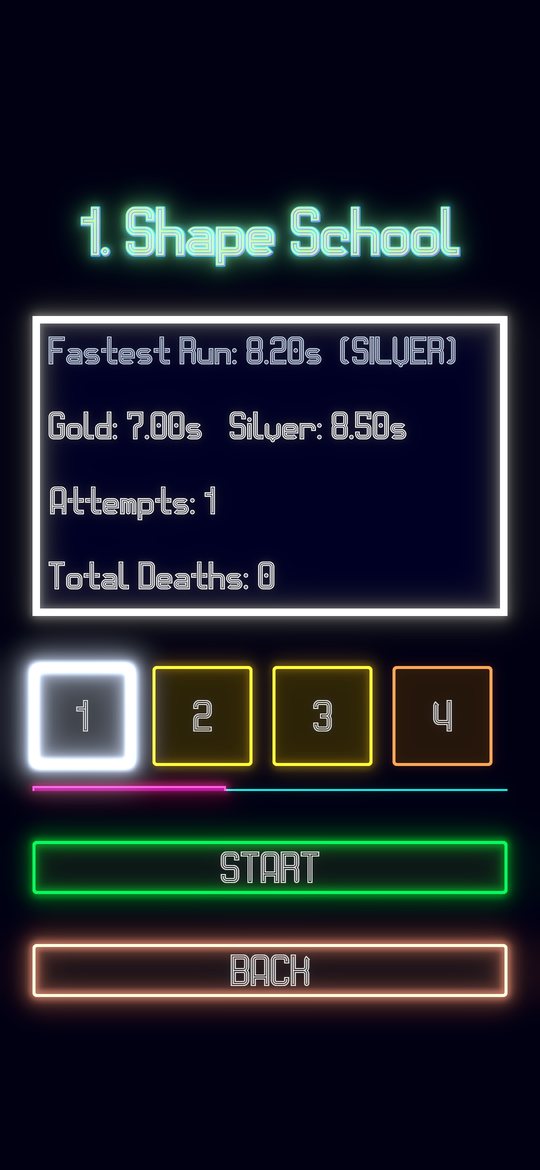 1. Shape School
Fastest Run: 8.20s (SILVER)
Gold: 7.00s Silver: 8.50s
Attempts: 1
Total Deaths: 0
1 2 3 4
START
BACK